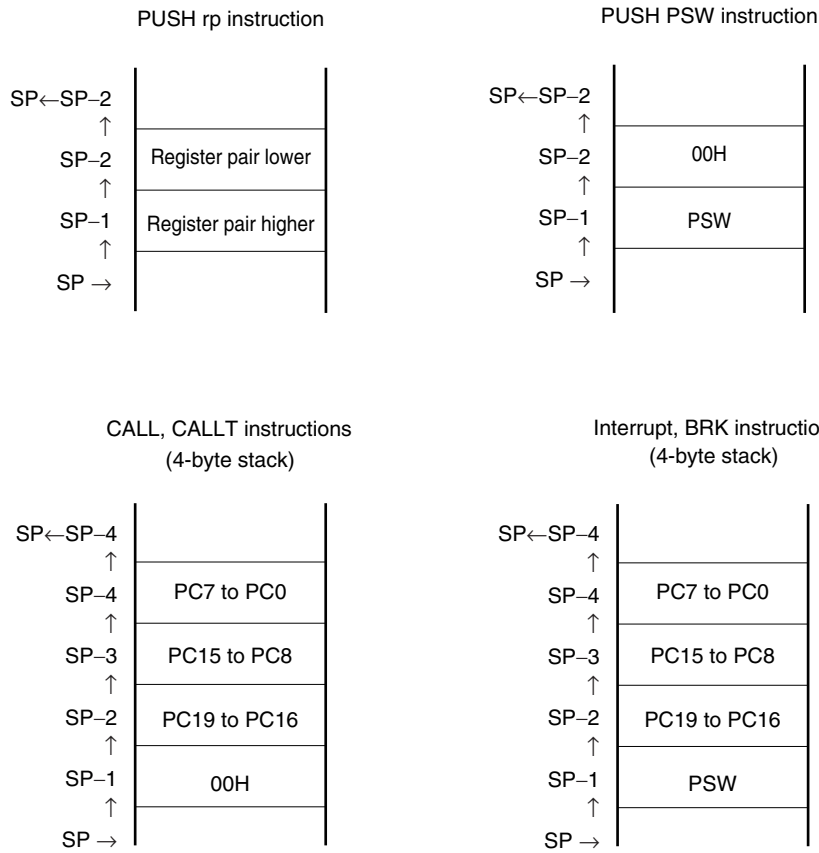 PUSH rp instruction
SP←SP–2
↑
SP–2
Register pair lower
↑
SP–1
Register pair higher
↑
SP →
PUSH PSW instruction
SP←SP–2
↑
SP–2
00H
↑
SP–1
PSW
↑
SP →
CALL, CALLT instructions
(4-byte stack)
SP←SP–4
↑
SP–4
PC7 to PC0
↑
SP–3
PC15 to PC8
↑
SP–2
PC19 to PC16
↑
SP–1
00H
↑
SP →
Interrupt, BRK instructio
(4-byte stack)
SP←SP–4
↑
SP–4
PC7 to PC0
↑
SP–3
PC15 to PC8
↑
SP–2
PC19 to PC16
↑
SP–1
PSW
↑
SP →